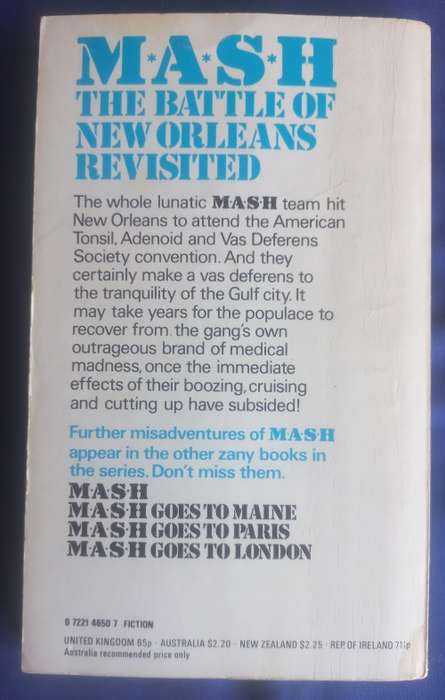 M*A*S*H
THE BATTLE OF
NEW ORLEANS
REVISITED
The whole lunatic M·A·S·H team hit
New Orleans to attend the American
Tonsil, Adenoid and Vas Deferens
Society convention. And they
certainly make a vas deferens to
the tranquility of the Gulf city. It
may take years for the populace to
recover from the gang's own
outrageous brand of medical
madness, once the immediate
effects of their boozing, cruising
and cutting up have subsided!
Further misadventures of M·A·S·H
appear in the other zany books in
the series. Don't miss them.
M·A·S·H
M·A·S·H GOES TO MAINE
M·A·S·H GOES TO PARIS
M·A·S·H GOES TO LONDON
0 7221 4650 7 FICTION
UNITED KINGDOM 65p · AUSTRALIA $2.20 · NEW ZEALAND $2.25 · REP. OF IRELAND 71½p
Australia recommended price only